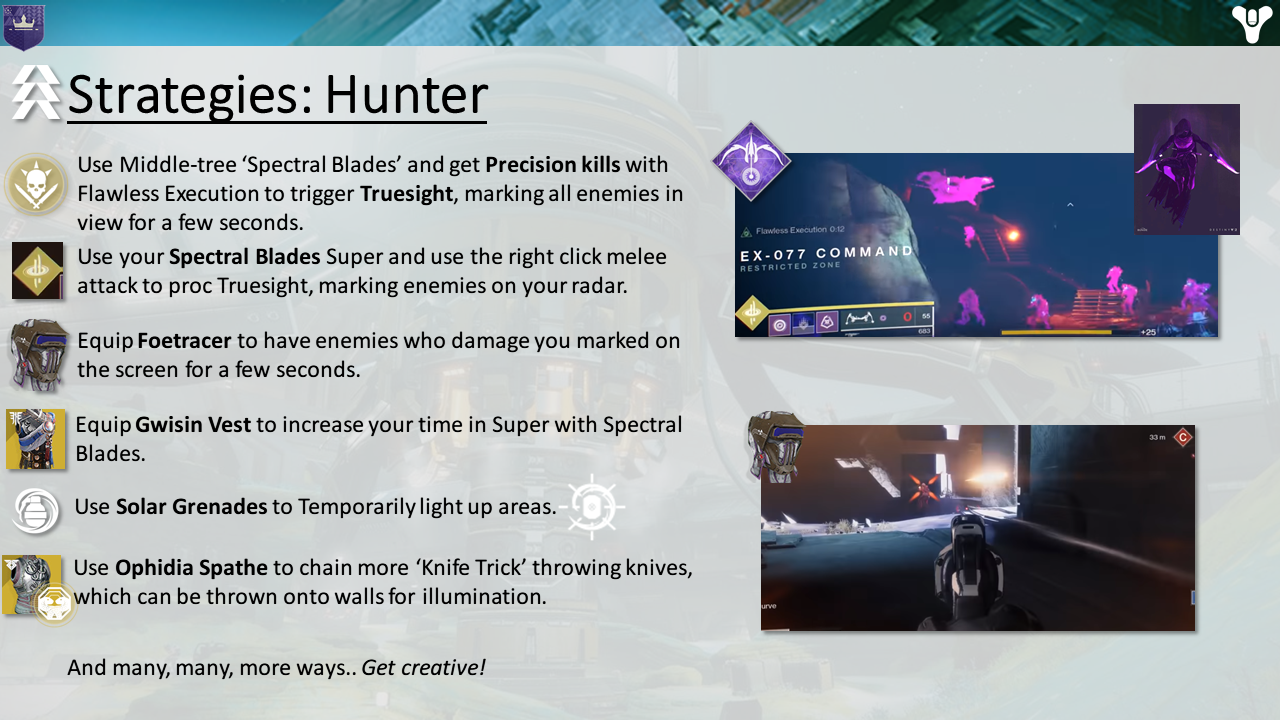 Strategies: Hunter
Use Middle-tree ‘Spectral Blades’ and get Precision kills with
Flawless Execution to trigger Truesight, marking all enemies in
view for a few seconds.
Use your Spectral Blades Super and use the right click melee
attack to proc Truesight, marking enemies on your radar.
Equip Foetracer to have enemies who damage you marked on
the screen for a few seconds.
Equip Gwisin Vest to increase your time in Super with Spectral
Blades.
Use Solar Grenades to Temporarily light up areas.
Use Ophidia Spathe to chain more ‘Knife Trick’ throwing knives,
which can be thrown onto walls for illumination.
And many, many, more ways.. Get creative!
Flawless Execution 0:12
EX-077 COMMAND
RESTRICTED ZONE
0 55
683
+25
33 m C
urve